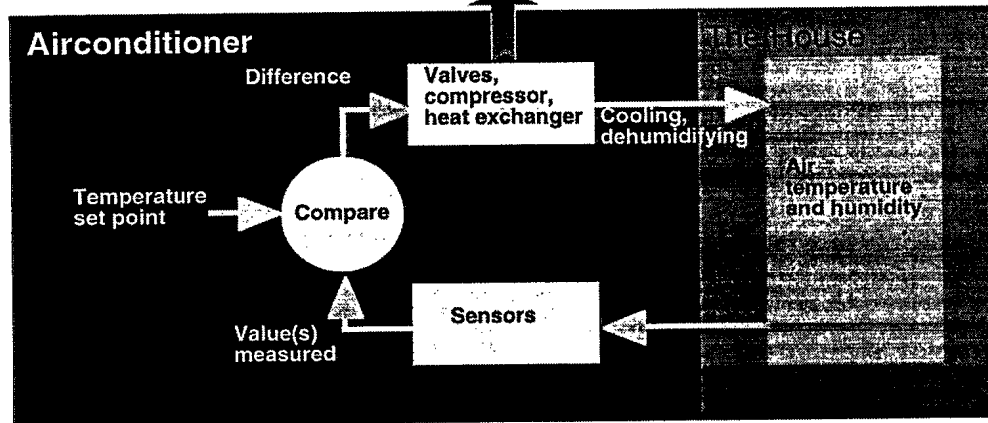 Airconditioner
The House
Difference
Valves,
compressor,
heat exchanger
Cooling,
dehumidifying
Temperature
set point
Compare
Air
temperature
and humidity
Value(s)
measured
Sensors